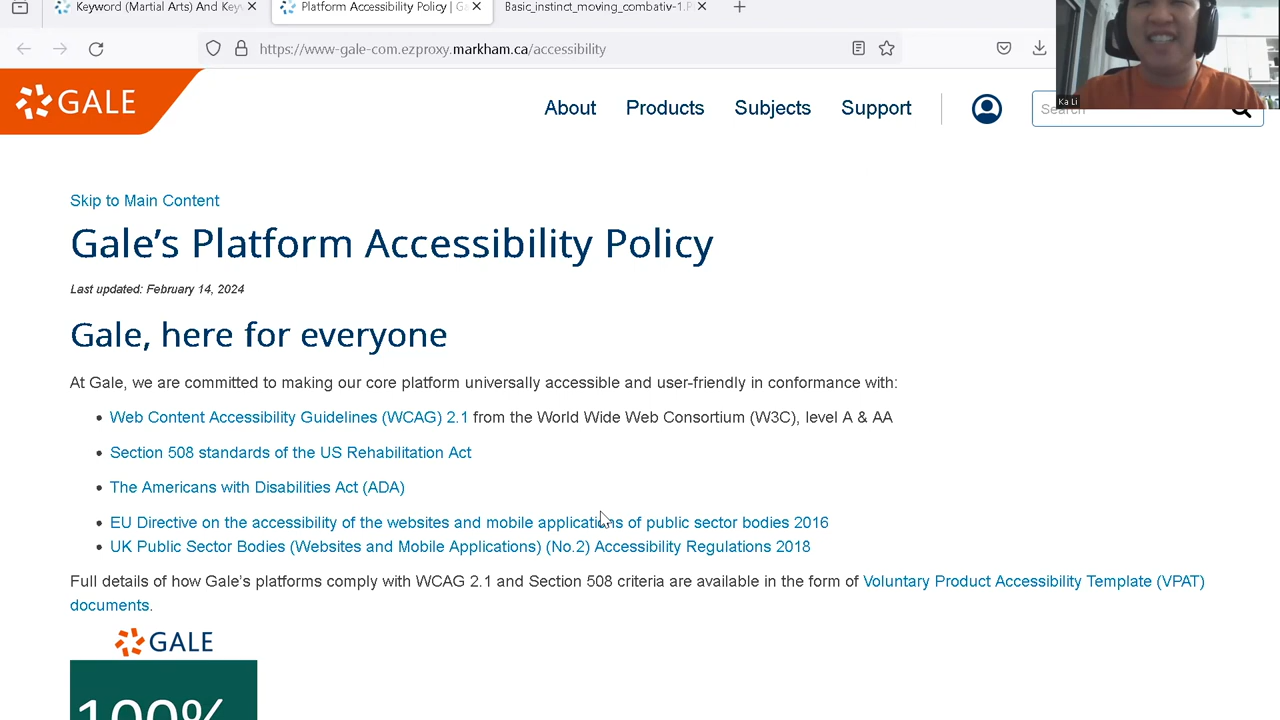 Keyword (Martial Arts) And Key
Platform Accessibility Policy | G
Basic_instinct_moving_combativ-1.P
https://www-gale-com.ezproxy.markham.ca/accessibility
Ka Li
GALE
About
Products
Subjects
Support
Search
Skip to Main Content
Gale’s Platform Accessibility Policy
Last updated: February 14, 2024
Gale, here for everyone
At Gale, we are committed to making our core platform universally accessible and user-friendly in conformance with:
• Web Content Accessibility Guidelines (WCAG) 2.1 from the World Wide Web Consortium (W3C), level A & AA
• Section 508 standards of the US Rehabilitation Act
• The Americans with Disabilities Act (ADA)
• EU Directive on the accessibility of the websites and mobile applications of public sector bodies 2016
• UK Public Sector Bodies (Websites and Mobile Applications) (No.2) Accessibility Regulations 2018
Full details of how Gale’s platforms comply with WCAG 2.1 and Section 508 criteria are available in the form of Voluntary Product Accessibility Template (VPAT)
documents.
GALE
100%